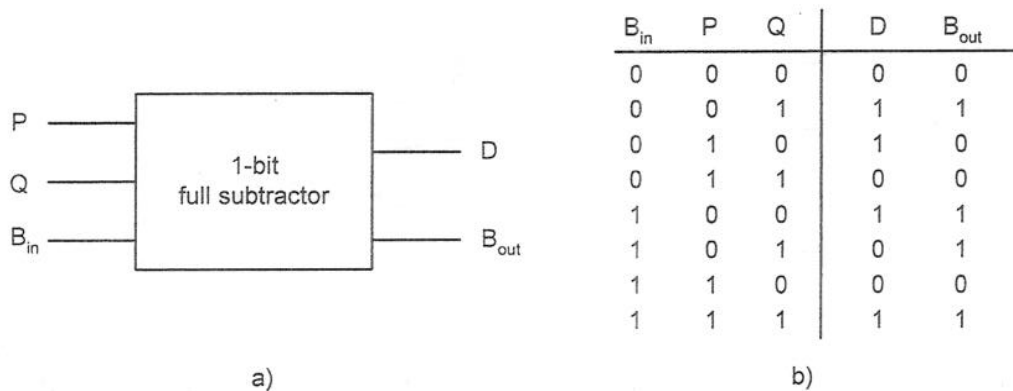 P
Q
B_in
1-bit
full subtractor
D
B_out
a)
B_in P Q D B_out
0 0 0 0 0
0 0 1 1 1
0 1 0 1 0
0 1 1 0 0
1 0 0 1 1
1 0 1 0 1
1 1 0 0 0
1 1 1 1 1
b)